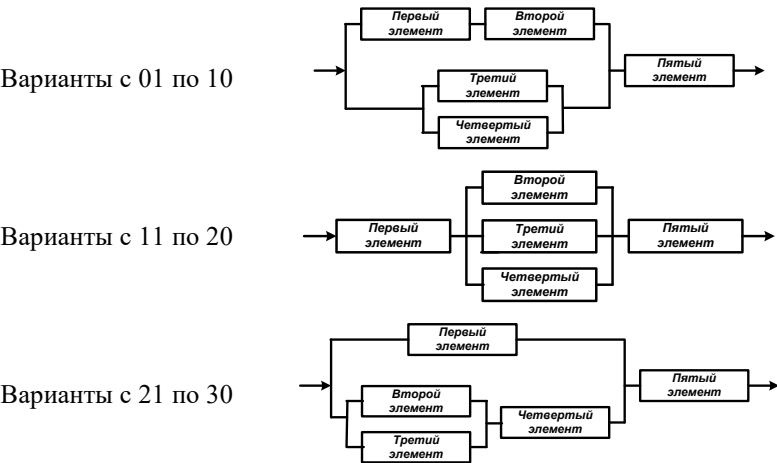 Первый элемент
Второй элемент
Варианты с 01 по 10
Третий элемент
Пятый элемент
Четвертый элемент
Второй элемент
Варианты с 11 по 20
Первый элемент
Третий элемент
Пятый элемент
Четвертый элемент
Первый элемент
Варианты с 21 по 30
Второй элемент
Пятый элемент
Четвертый элемент
Третий элемент